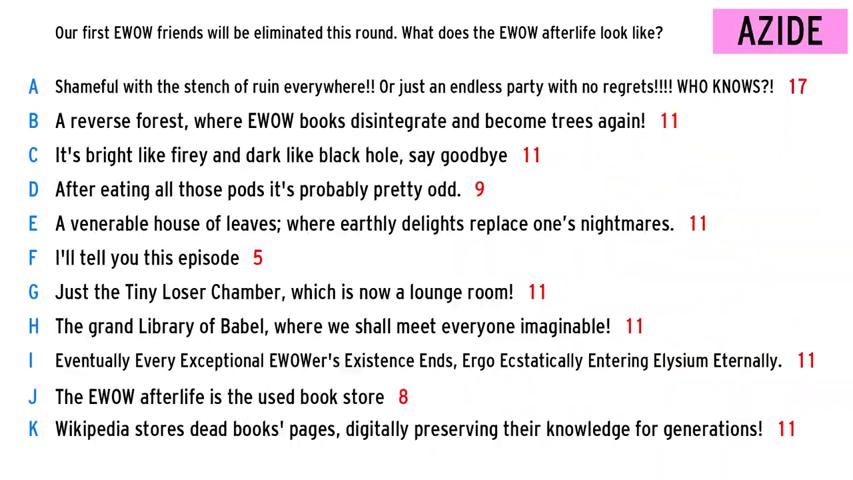 Our first EWOW friends will be eliminated this round. What does the EWOW afterlife look like?
AZIDE
A Shameful with the stench of ruin everywhere!! Or just an endless party with no regrets!!!! WHO KNOWS?! 17
B A reverse forest, where EWOW books disintegrate and become trees again! 11
C It's bright like firey and dark like black hole, say goodbye 11
D After eating all those pods it's probably pretty odd. 9
E A venerable house of leaves; where earthly delights replace one's nightmares. 11
F I'll tell you this episode 5
G Just the Tiny Loser Chamber, which is now a lounge room! 11
H The grand Library of Babel, where we shall meet everyone imaginable! 11
I Eventually Every Exceptional EWOWer's Existence Ends, Ergo Ecstatically Entering Elysium Eternally. 11
J The EWOW afterlife is the used book store 8
K Wikipedia stores dead books' pages, digitally preserving their knowledge for generations! 11